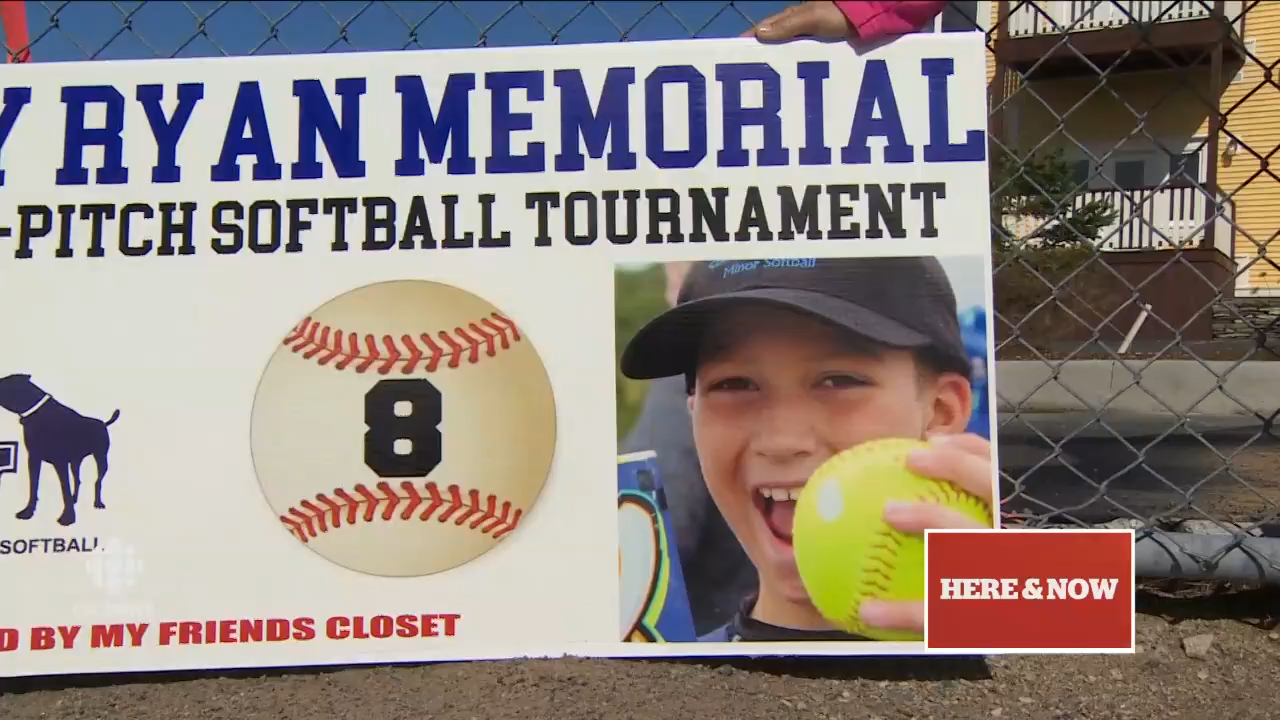 Y RYAN MEMORIAL
-PITCH SOFTBALL TOURNAMENT
Minor Softball
8
SOFTBALL
D BY MY FRIENDS CLOSET
HERE & NOW